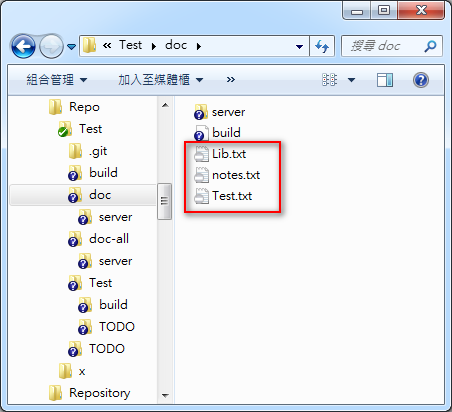 « Test ▸ doc ▸
搜尋 doc
組合管理 ▼ 加入至媒體櫃 ▼ »
Repo
Test
.git
build
doc
server
doc-all
server
Test
build
TODO
TODO
x
Repository
server
build
Lib.txt
notes.txt
Test.txt